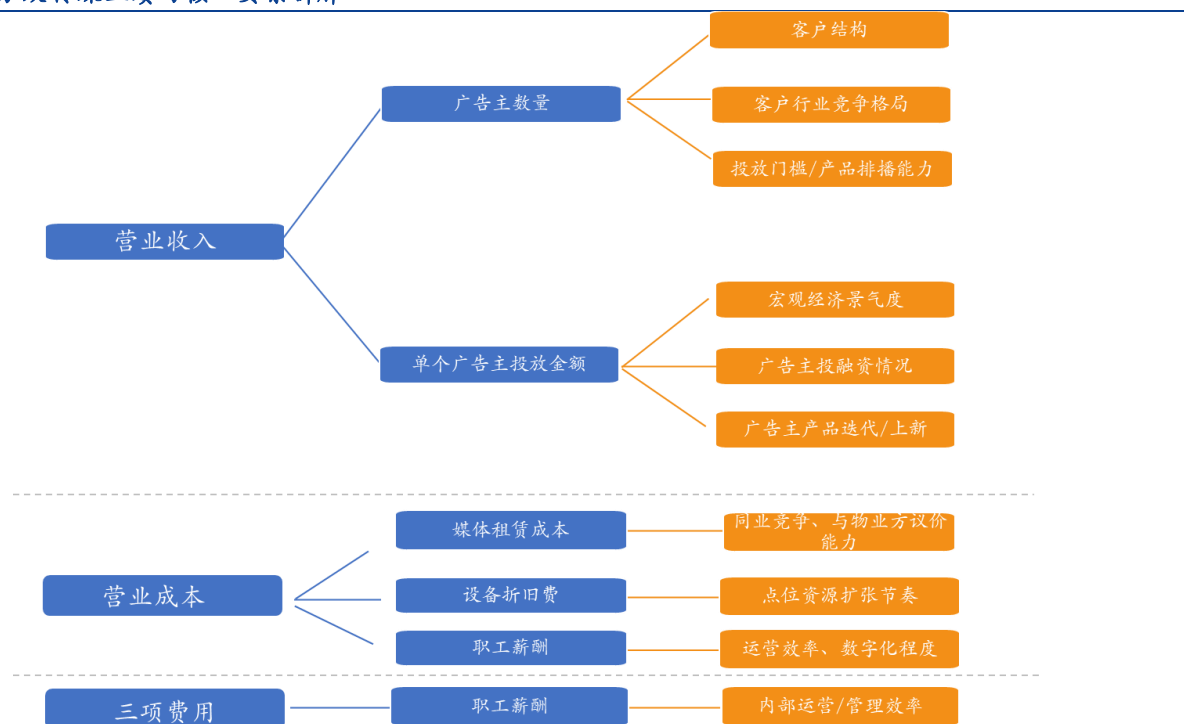 客户结构
广告主数量
客户行业竞争格局
投放门槛/产品排播能力
营业收入
宏观经济景气度
单个广告主投放金额
广告主投融资情况
广告主产品迭代/上新
媒体租赁成本
同业竞争、与物业方议价
能力
营业成本
设备折旧费
点位资源扩张节奏
职工薪酬
运营效率、数字化程度
三项费用
职工薪酬
内部运营/管理效率